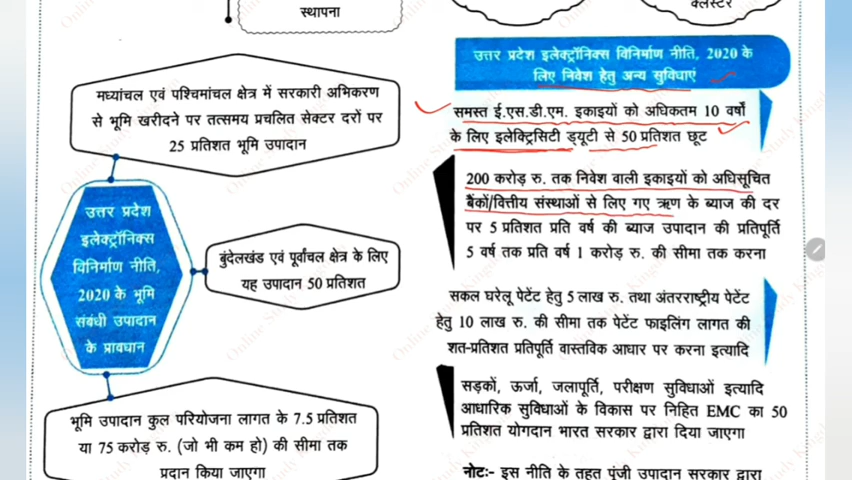 स्थापना
क्लस्टर
मध्यांचल एवं पश्चिमांचल क्षेत्र में सरकारी अभिकरण
से भूमि खरीदने पर तत्समय प्रचलित सेक्टर दरों पर
25 प्रतिशत भूमि उपादान
उत्तर प्रदेश
इलेक्ट्रॉनिक्स
विनिर्माण नीति,
2020 के भूमि
संबंधी उपादान
के प्रावधान
बुंदेलखंड एवं पूर्वांचल क्षेत्र के लिए
यह उपादान 50 प्रतिशत
भूमि उपादान कुल परियोजना लागत के 7.5 प्रतिशत
या 75 करोड़ रु. (जो भी कम हो) की सीमा तक
प्रदान किया जाएगा
उत्तर प्रदेश इलेक्ट्रॉनिक्स विनिर्माण नीति, 2020 के
लिए निवेश हेतु अन्य सुविधाएं
समस्त ई.एस.डी.एम. इकाइयों को अधिकतम 10 वर्षों
के लिए इलेक्ट्रिसिटी ड्यूटी से 50 प्रतिशत छूट
200 करोड़ रु. तक निवेश वाली इकाइयों को अधिसूचित
बैंकों/वित्तीय संस्थाओं से लिए गए ऋण के ब्याज की दर
पर 5 प्रतिशत प्रति वर्ष की ब्याज उपादान की प्रतिपूर्ति
5 वर्ष तक प्रति वर्ष 1 करोड़ रु. की सीमा तक करना
सकल घरेलू पेटेंट हेतु 5 लाख रु. तथा अंतरराष्ट्रीय पेटेंट
हेतु 10 लाख रु. की सीमा तक पेटेंट फाइलिंग लागत की
शत-प्रतिशत प्रतिपूर्ति वास्तविक आधार पर करना इत्यादि
सड़कों, ऊर्जा, जलापूर्ति, परीक्षण सुविधाओं इत्यादि
आधारिक सुविधाओं के विकास पर निहित EMC का 50
प्रतिशत योगदान भारत सरकार द्वारा दिया जाएगा
नोटः- इस नीति के तहत पूंजी उपादान सरकार द्वारा